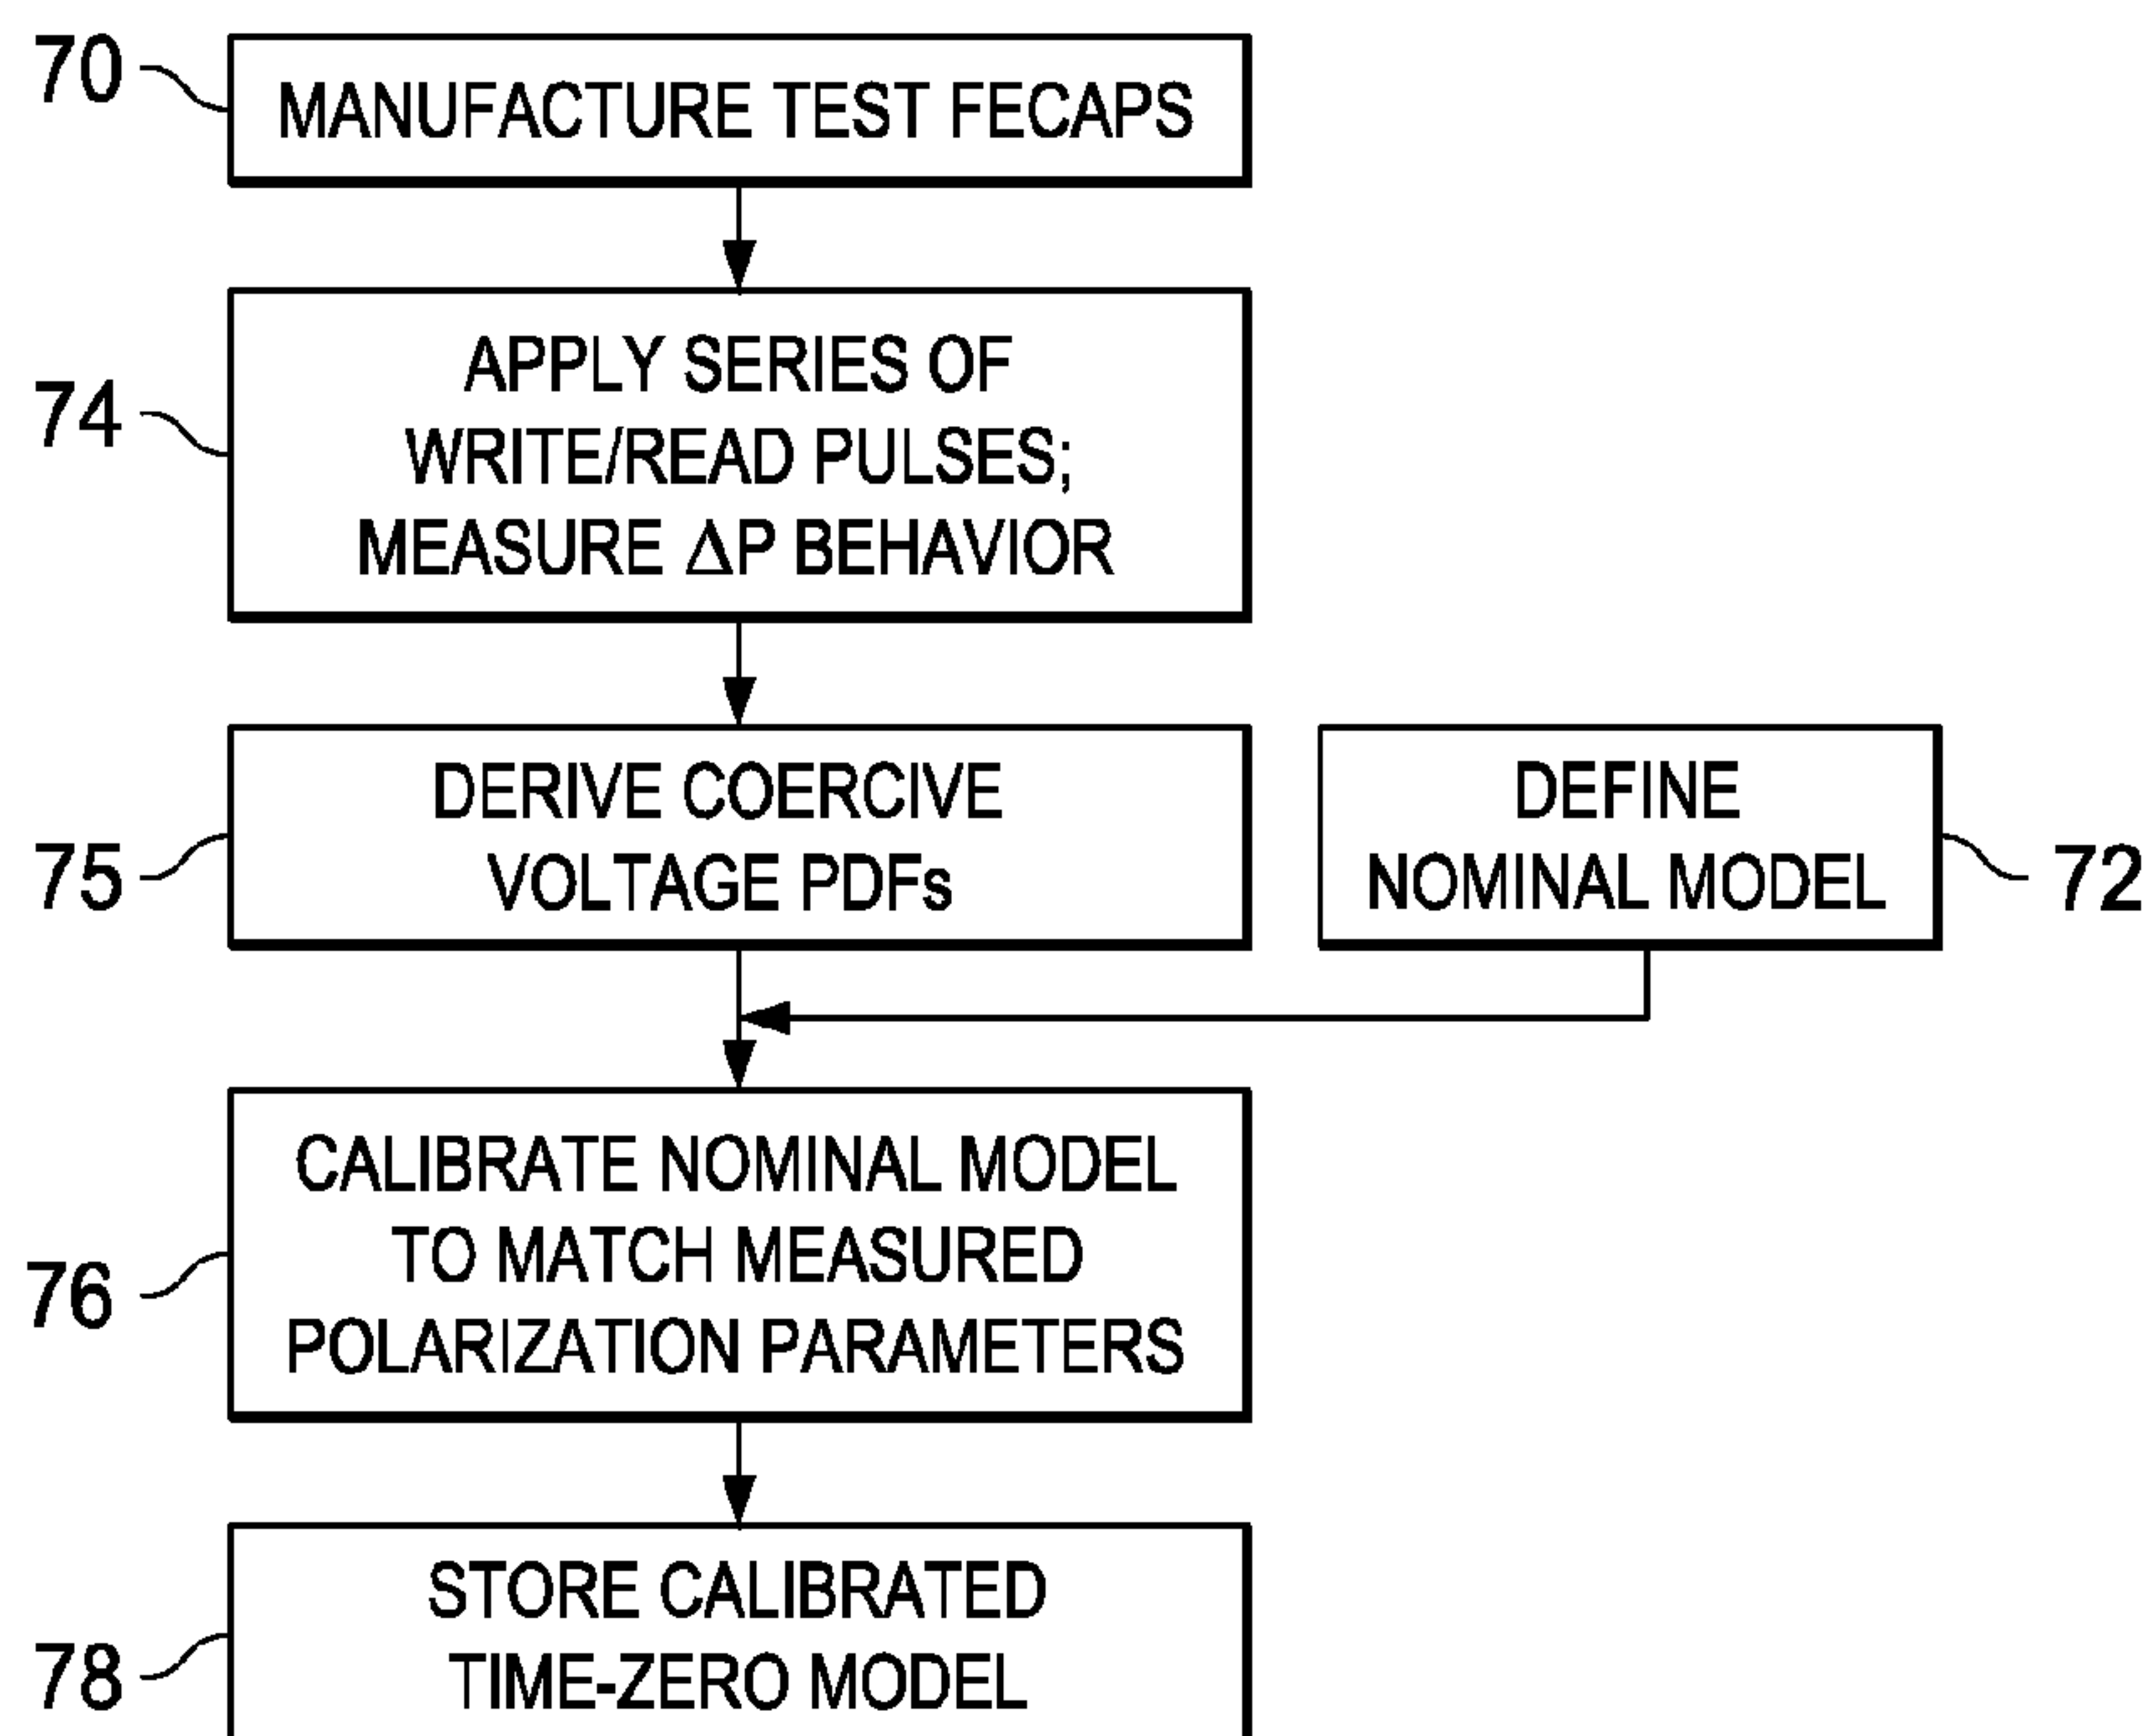 70
MANUFACTURE TEST FECAPS
74
APPLY SERIES OF
WRITE/READ PULSES;
MEASURE ΔP BEHAVIOR
75
DERIVE COERCIVE
VOLTAGE PDFs
DEFINE
NOMINAL MODEL
72
76
CALIBRATE NOMINAL MODEL
TO MATCH MEASURED
POLARIZATION PARAMETERS
78
STORE CALIBRATED
TIME-ZERO MODEL